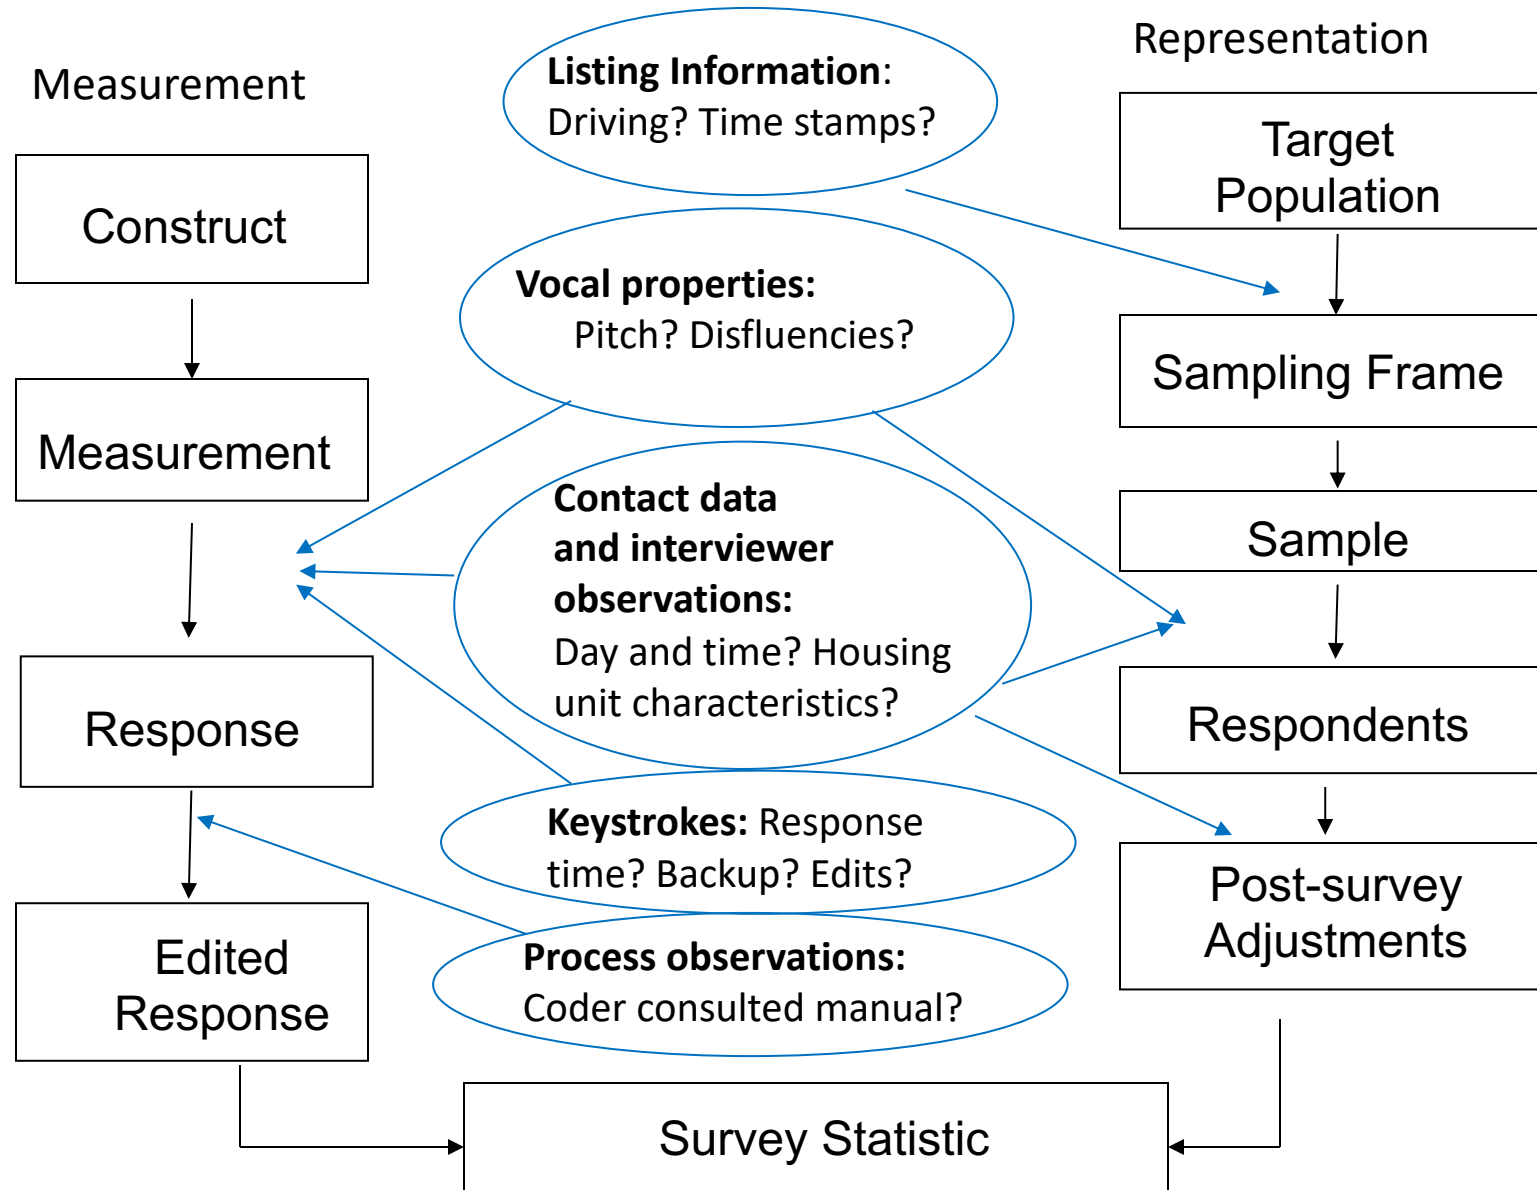 Measurement
Construct
Measurement
Response
Edited
Response
Listing Information:
Driving? Time stamps?
Vocal properties:
Pitch? Disfluencies?
Contact data
and interviewer
observations:
Day and time? Housing
unit characteristics?
Keystrokes: Response
time? Backup? Edits?
Process observations:
Coder consulted manual?
Representation
Target
Population
Sampling Frame
Sample
Respondents
Post-survey
Adjustments
Survey Statistic